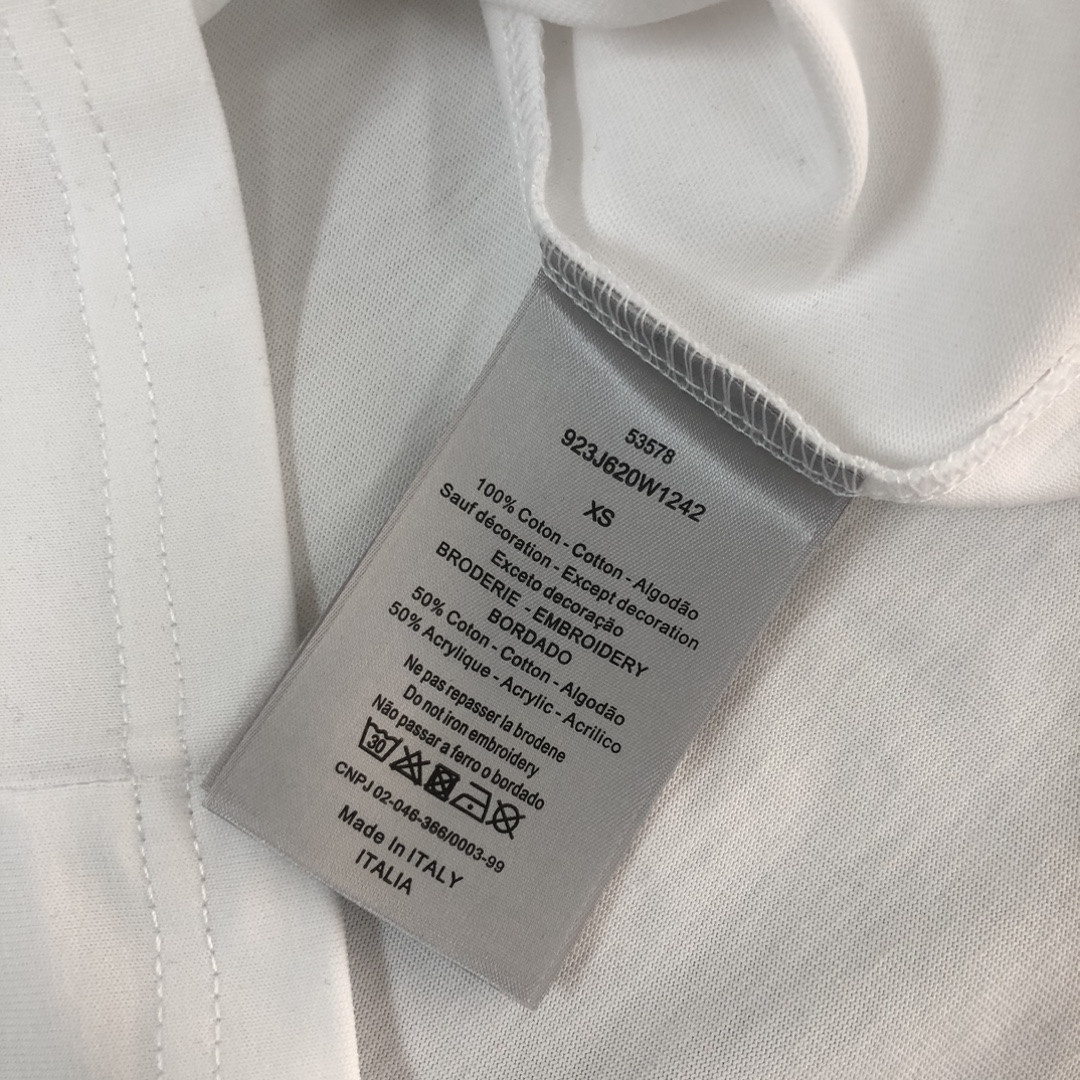 53578
923J620W1242
XS
100% Coton - Cotton - Algodão
Sauf décoration - Except decoration
Exceto decoração
BRODERIE - EMBROIDERY
BORDADO
50% Coton - Cotton - Algodão
50% Acrylique - Acrylic - Acrilico
Ne pas repasser la brodene
Do not iron embroidery
Não passar a ferro o bordado
30
CNPJ 02-046-366/0003-99
Made In ITALY
ITALIA